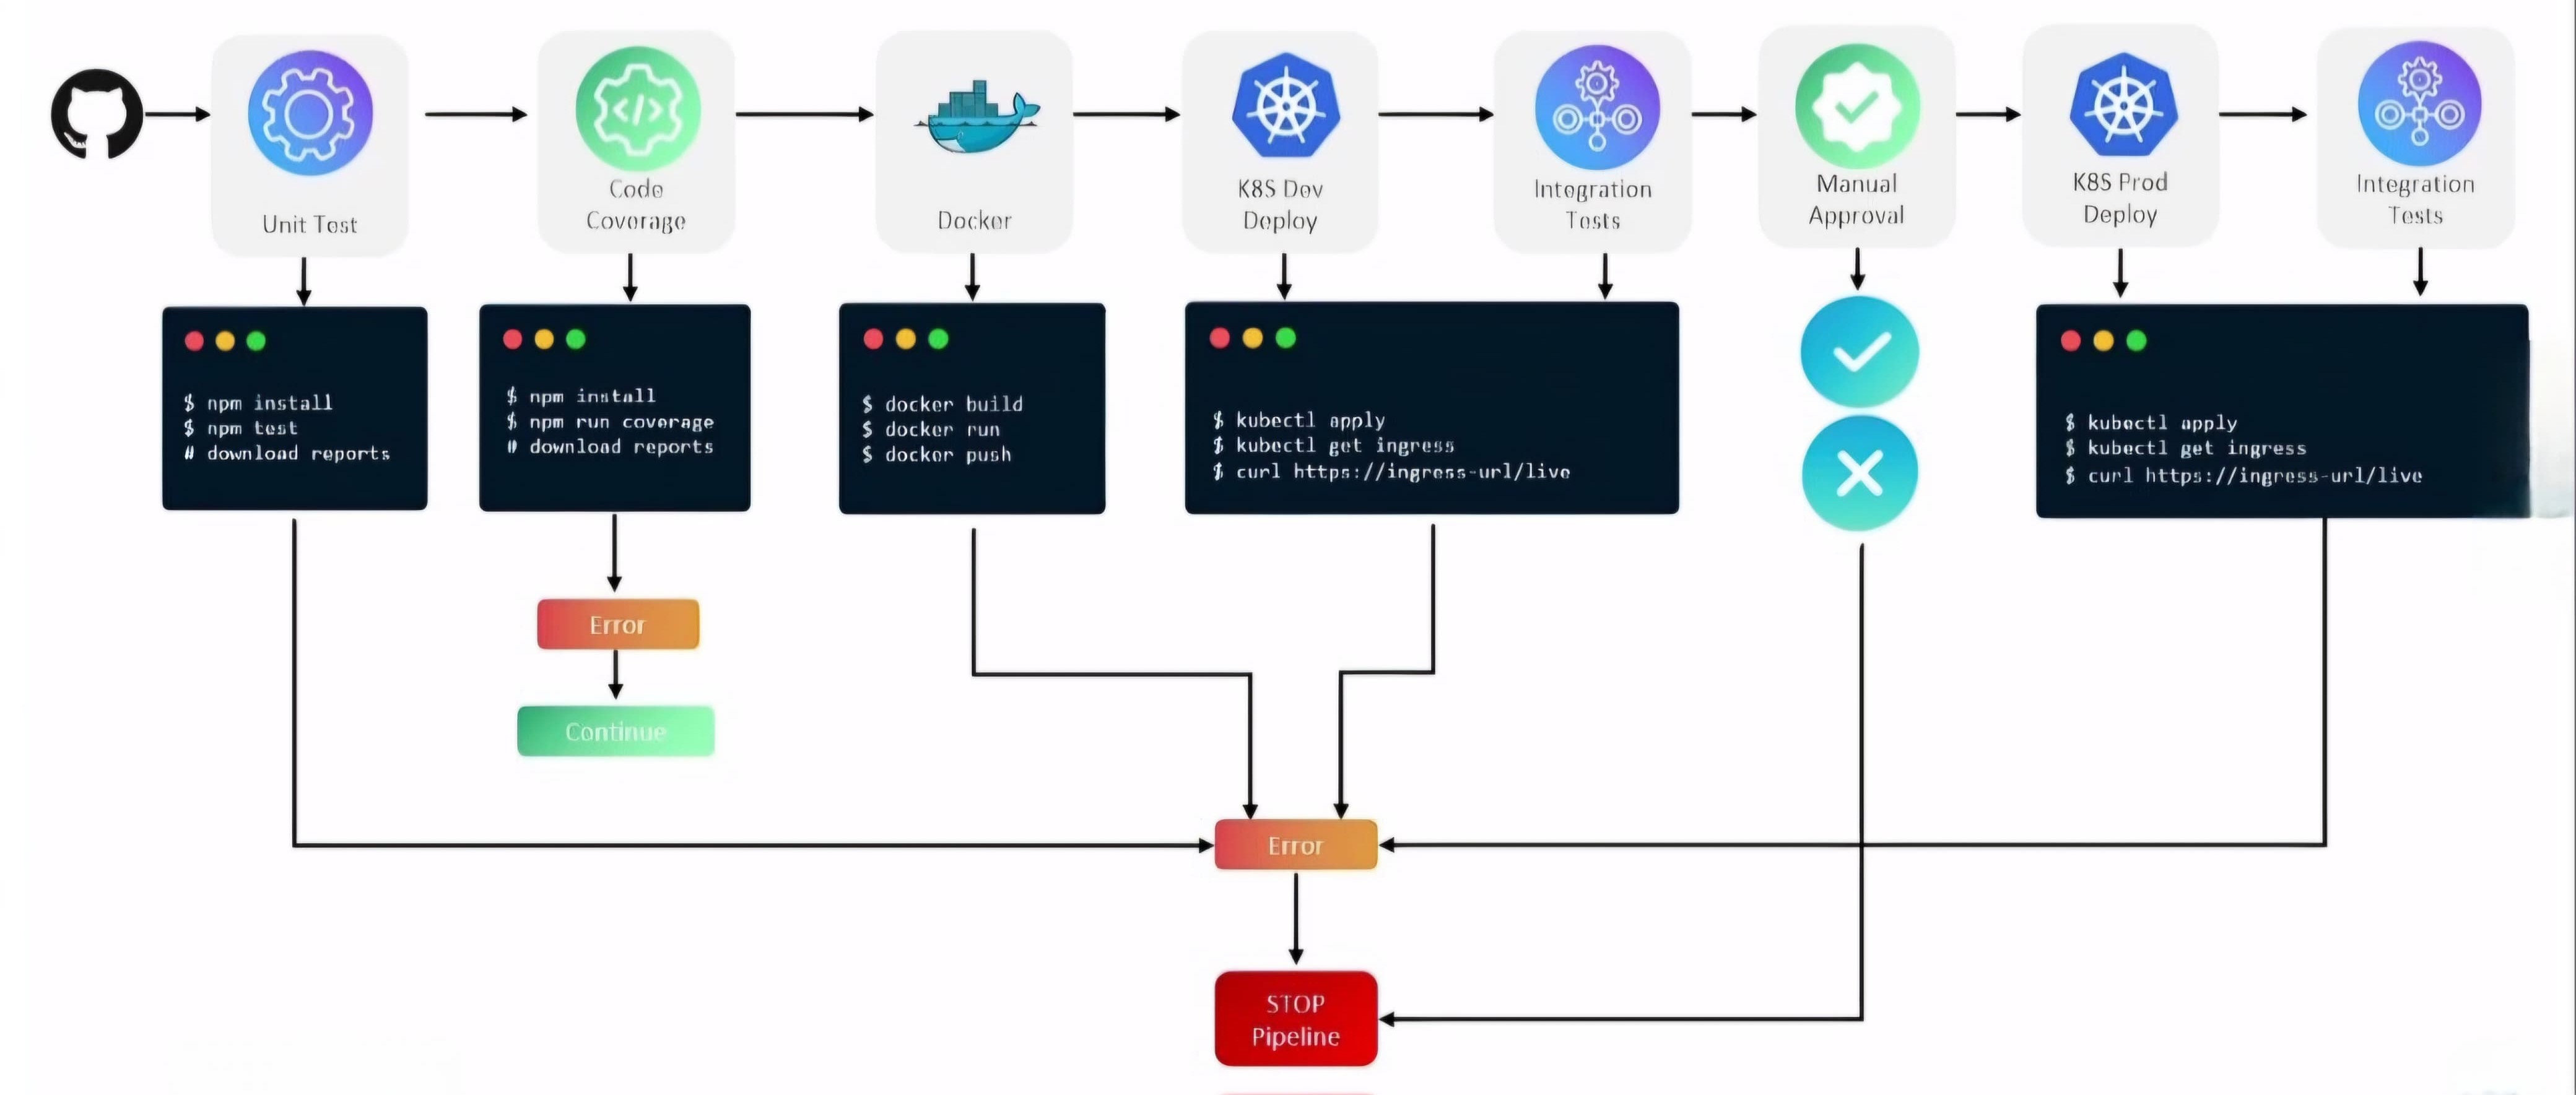 Unit Test
Code
Coverage
Docker
K8S Dev
Deploy
Integration
Tests
Manual
Approval
K8S Prod
Deploy
Integration
Tests
$ npm install
$ npm test
# download reports
$ npm install
$ npm run coverage
# download reports
$ docker build
$ docker run
$ docker push
$ kubectl apply
$ kubectl get ingress
$ curl https://ingress-url/live
$ kubectl apply
$ kubectl get ingress
$ curl https://ingress-url/live
Error
Continue
Error
STOP
Pipeline